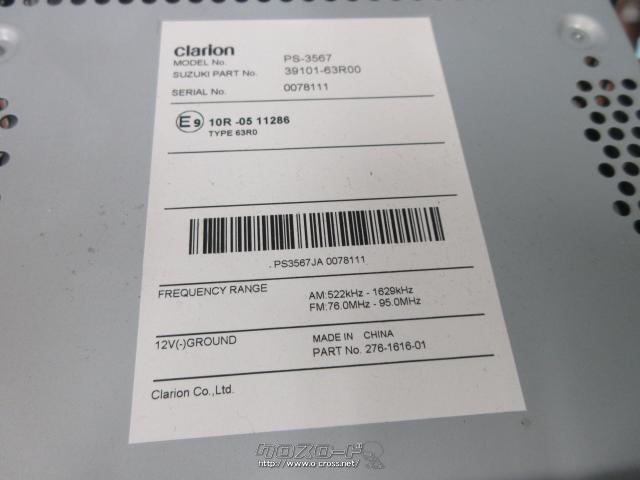 clarion
MODEL No. PS-3567
SUZUKI PART No. 39101-63R00
SERIAL No. 0078111
E9 10R -05 11286
TYPE 63R0
. PS3567JA 0078111
FREQUENCY RANGE AM:522kHz - 1629kHz
FM:76.0MHz - 95.0MHz
12V(-)GROUND MADE IN CHINA
PART No. 276-1616-01
Clarion Co.,Ltd.
クロスロード
http://www.o-cross.net/